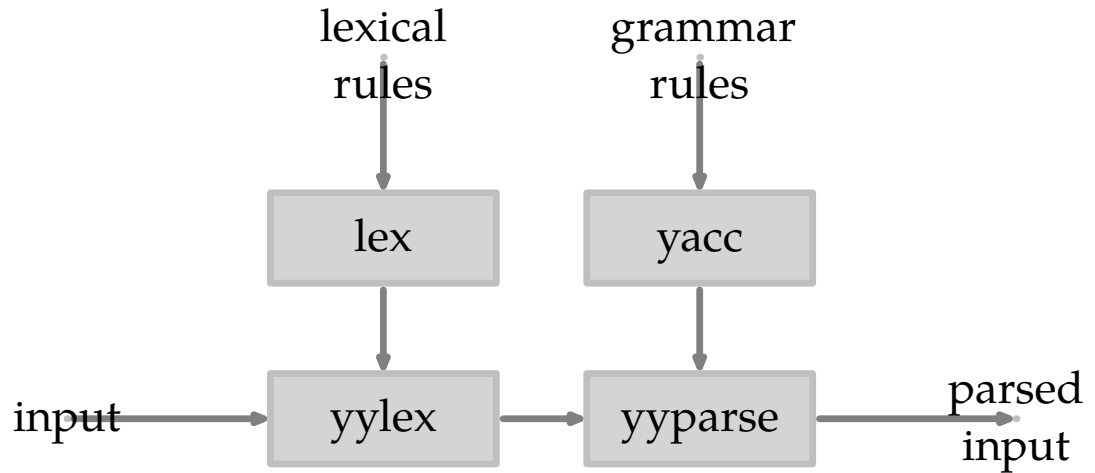 lexical
rules
grammar
rules
lex
yacc
input
yylex
yyparse
parsed
input